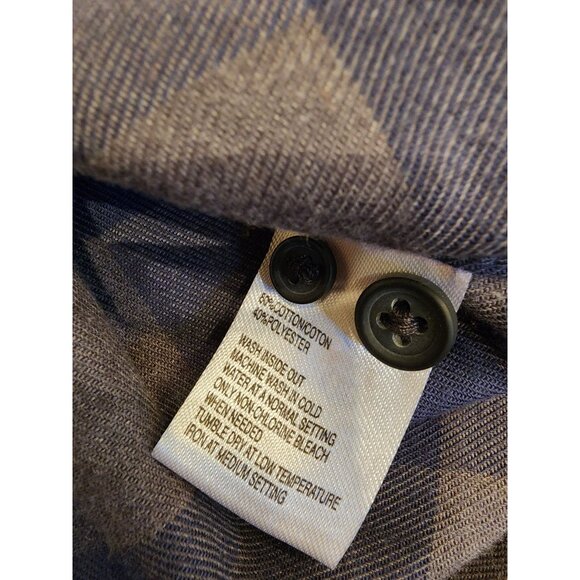 60%COTTON/COTON
40%POLYESTER
WASH INSIDE OUT
MACHINE WASH IN COLD
WATER AT A NORMAL SETTING
ONLY NON-CHLORINE BLEACH
WHEN NEEDED
TUMBLE DRY AT LOW TEMPERATURE
IRON AT MEDIUM SETTING